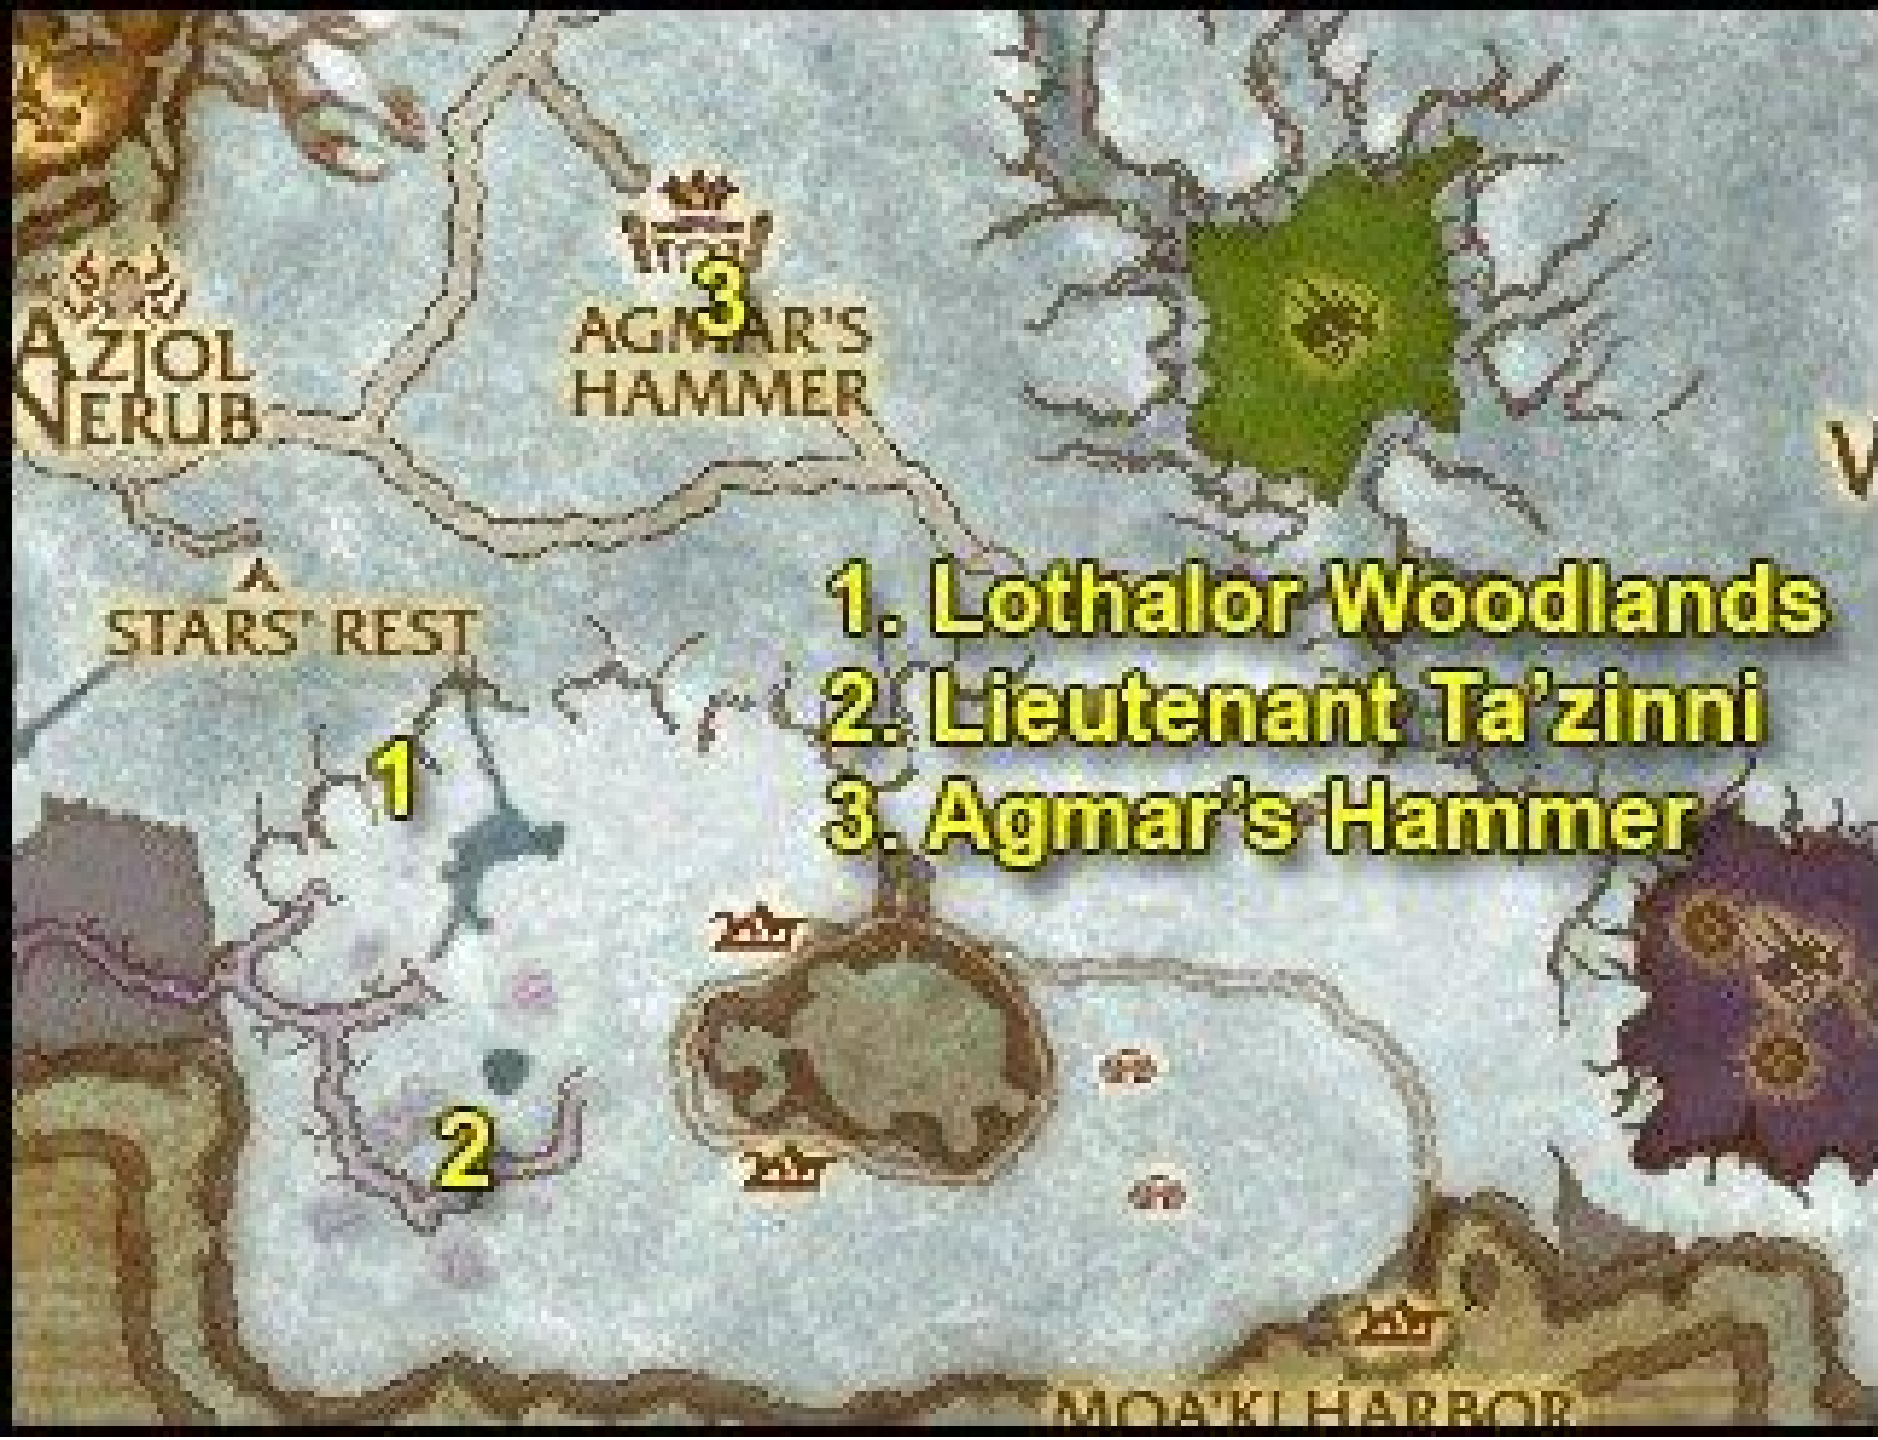 3
AGMAR'S
HAMMER
AZJOL
NERUB
STARS' REST
1. Lothalor Woodlands
2. Lieutenant Ta'zinni
3. Agmar's Hammer
1
2
MOA'KI HARBOR